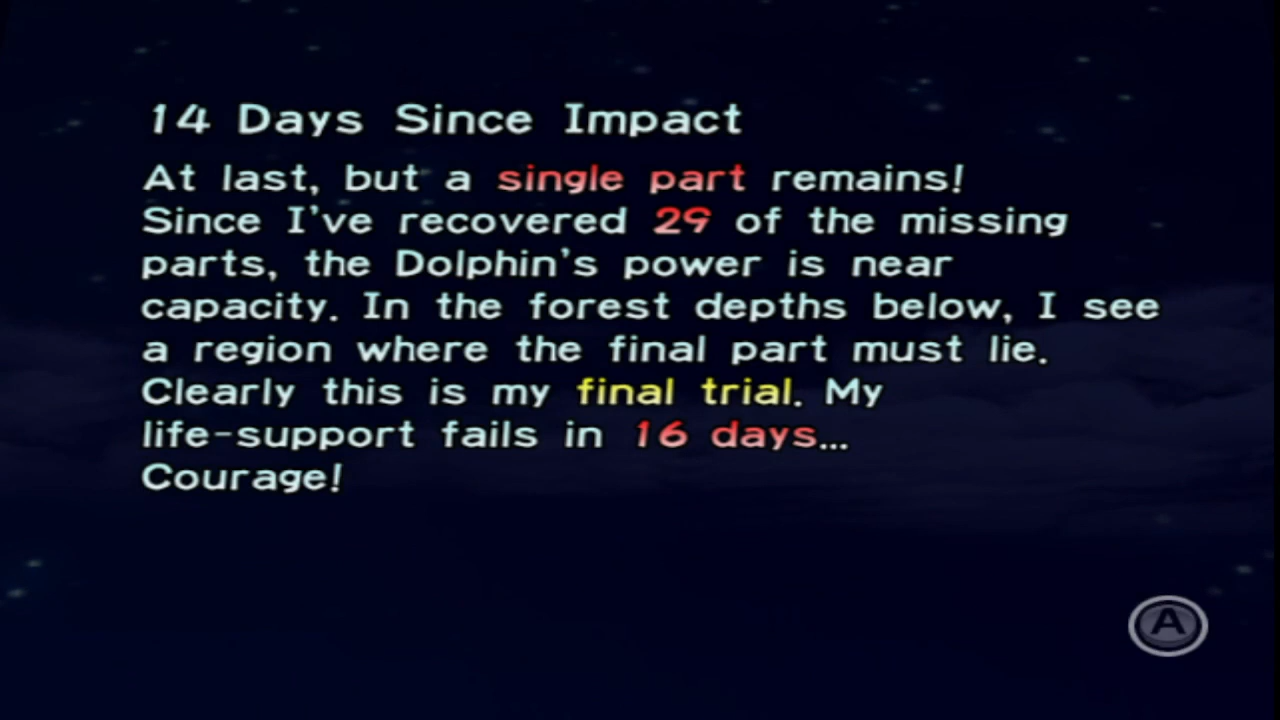 14 Days Since Impact
At last, but a single part remains!
Since I've recovered 29 of the missing
parts, the Dolphin's power is near
capacity. In the forest depths below, I see
a region where the final part must lie.
Clearly this is my final trial. My
life-support fails in 16 days...
Courage!
A